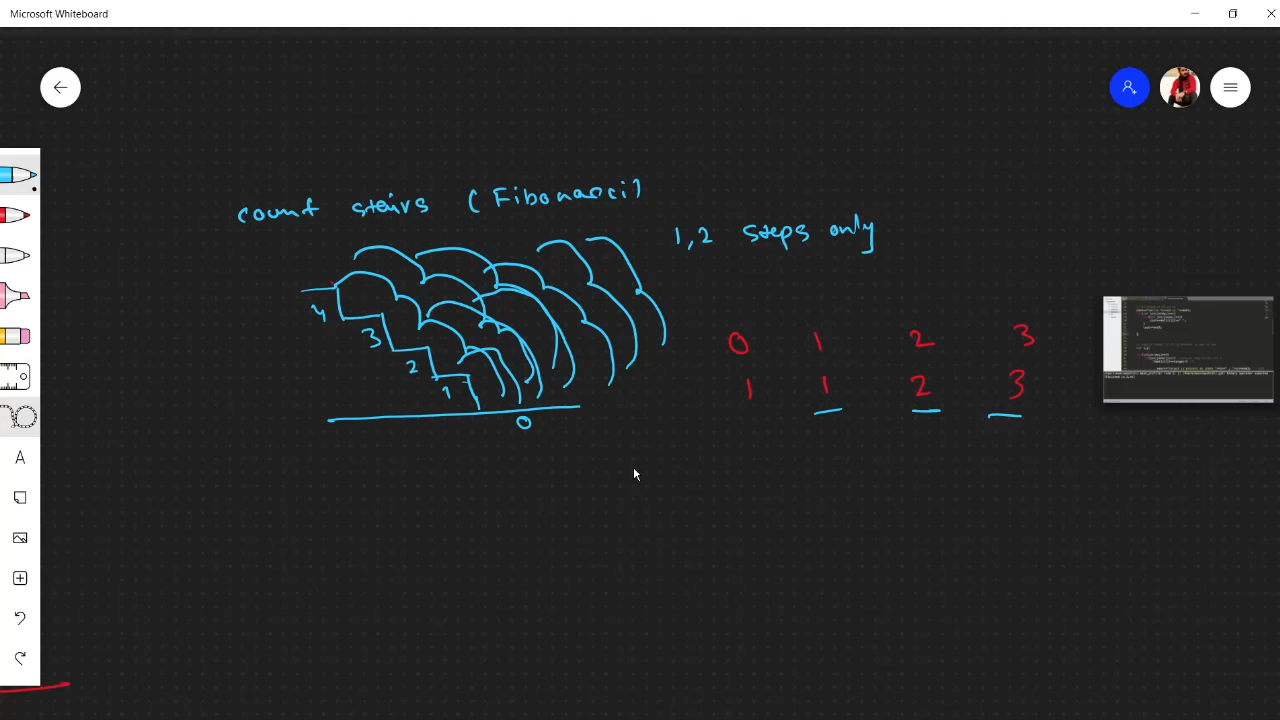 Microsoft Whiteboard
count stairs (Fibonacci)
1,2 steps only
4
3
2
1
0
0 1 2 3
1 1 2 3
A